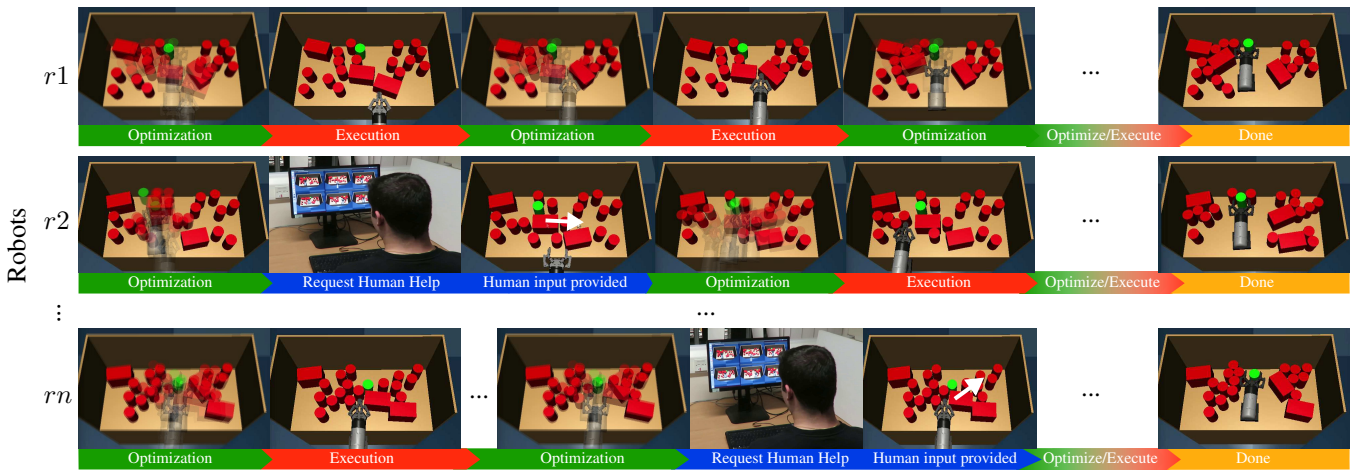 r1
Optimization Execution Optimization Execution Optimization Optimize/Execute Done
...
Robots
r2
Optimization Request Human Help Human input provided Optimization Execution Optimize/Execute Done
...
...
...
rn
...
...
Optimization Execution Optimization Request Human Help Human input provided Optimize/Execute Done